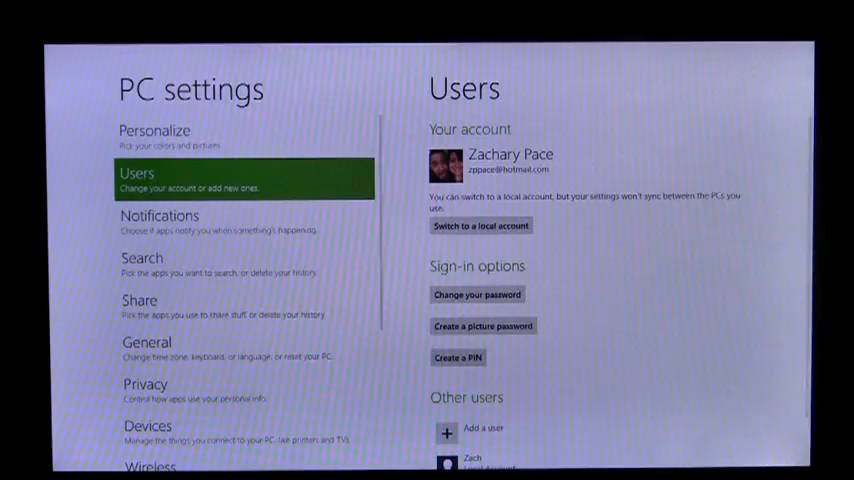 PC settings
Personalize
Pick your colors and pictures.
Users
Change your account or add new ones.
Notifications
Choose if apps notify you when something's happening.
Search
Pick the apps you want to search, or delete your history.
Share
Pick the apps you use to share stuff, or delete your history.
General
Change time zone, keyboard, or language, or reset your PC.
Privacy
Control how apps use your personal info.
Devices
Manage the things you connect to your PC, like printers and TVs.
Wireless
Users
Your account
Zachary Pace
zppace@hotmail.com
You can switch to a local account, but your settings won't sync between the PCs you
use.
Switch to a local account
Sign-in options
Change your password
Create a picture password
Create a PIN
Other users
Add a user
Zach
Local Account